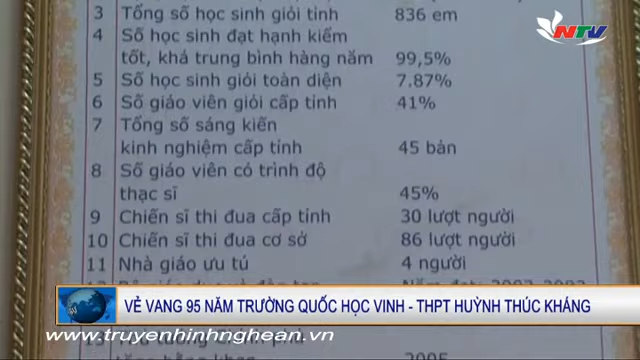 3 Tổng số học sinh giỏi tỉnh 836 em
NTV
4 Số học sinh đạt hạnh kiểm
tốt, khá trung bình hàng năm 99,5%
5 Số học sinh giỏi toàn diện 7.87%
6 Số giáo viên giỏi cấp tỉnh 41%
7 Tổng số sáng kiến
kinh nghiệm cấp tỉnh 45 bản
8 Số giáo viên có trình độ
thạc sĩ 45%
9 Chiến sĩ thi đua cấp tỉnh 30 lượt người
10 Chiến sĩ thi đua cơ sở 86 lượt người
11 Nhà giáo ưu tú 4 người
VẺ VANG 95 NĂM TRƯỜNG QUỐC HỌC VINH - THPT HUỲNH THÚC KHÁNG
www.truyenhinhnghean.vn